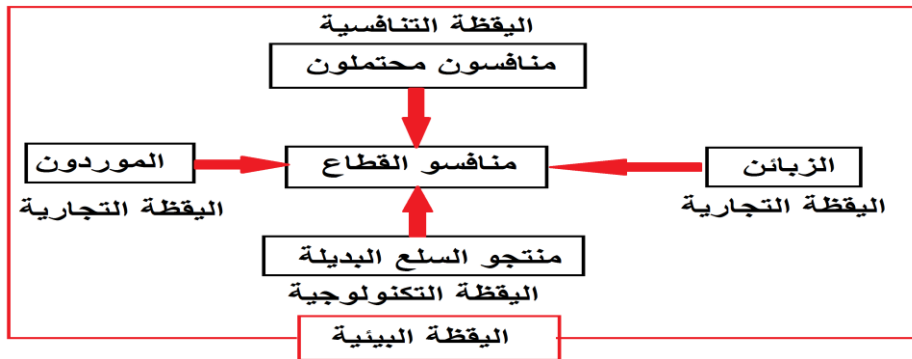 اليقظة التنافسية
منافسون محتملون
الموردون
منافسو القطاع
الزبائن
اليقظة التجارية
اليقظة التجارية
منتجو السلع البديلة
اليقظة التكنولوجية
اليقظة البيئية